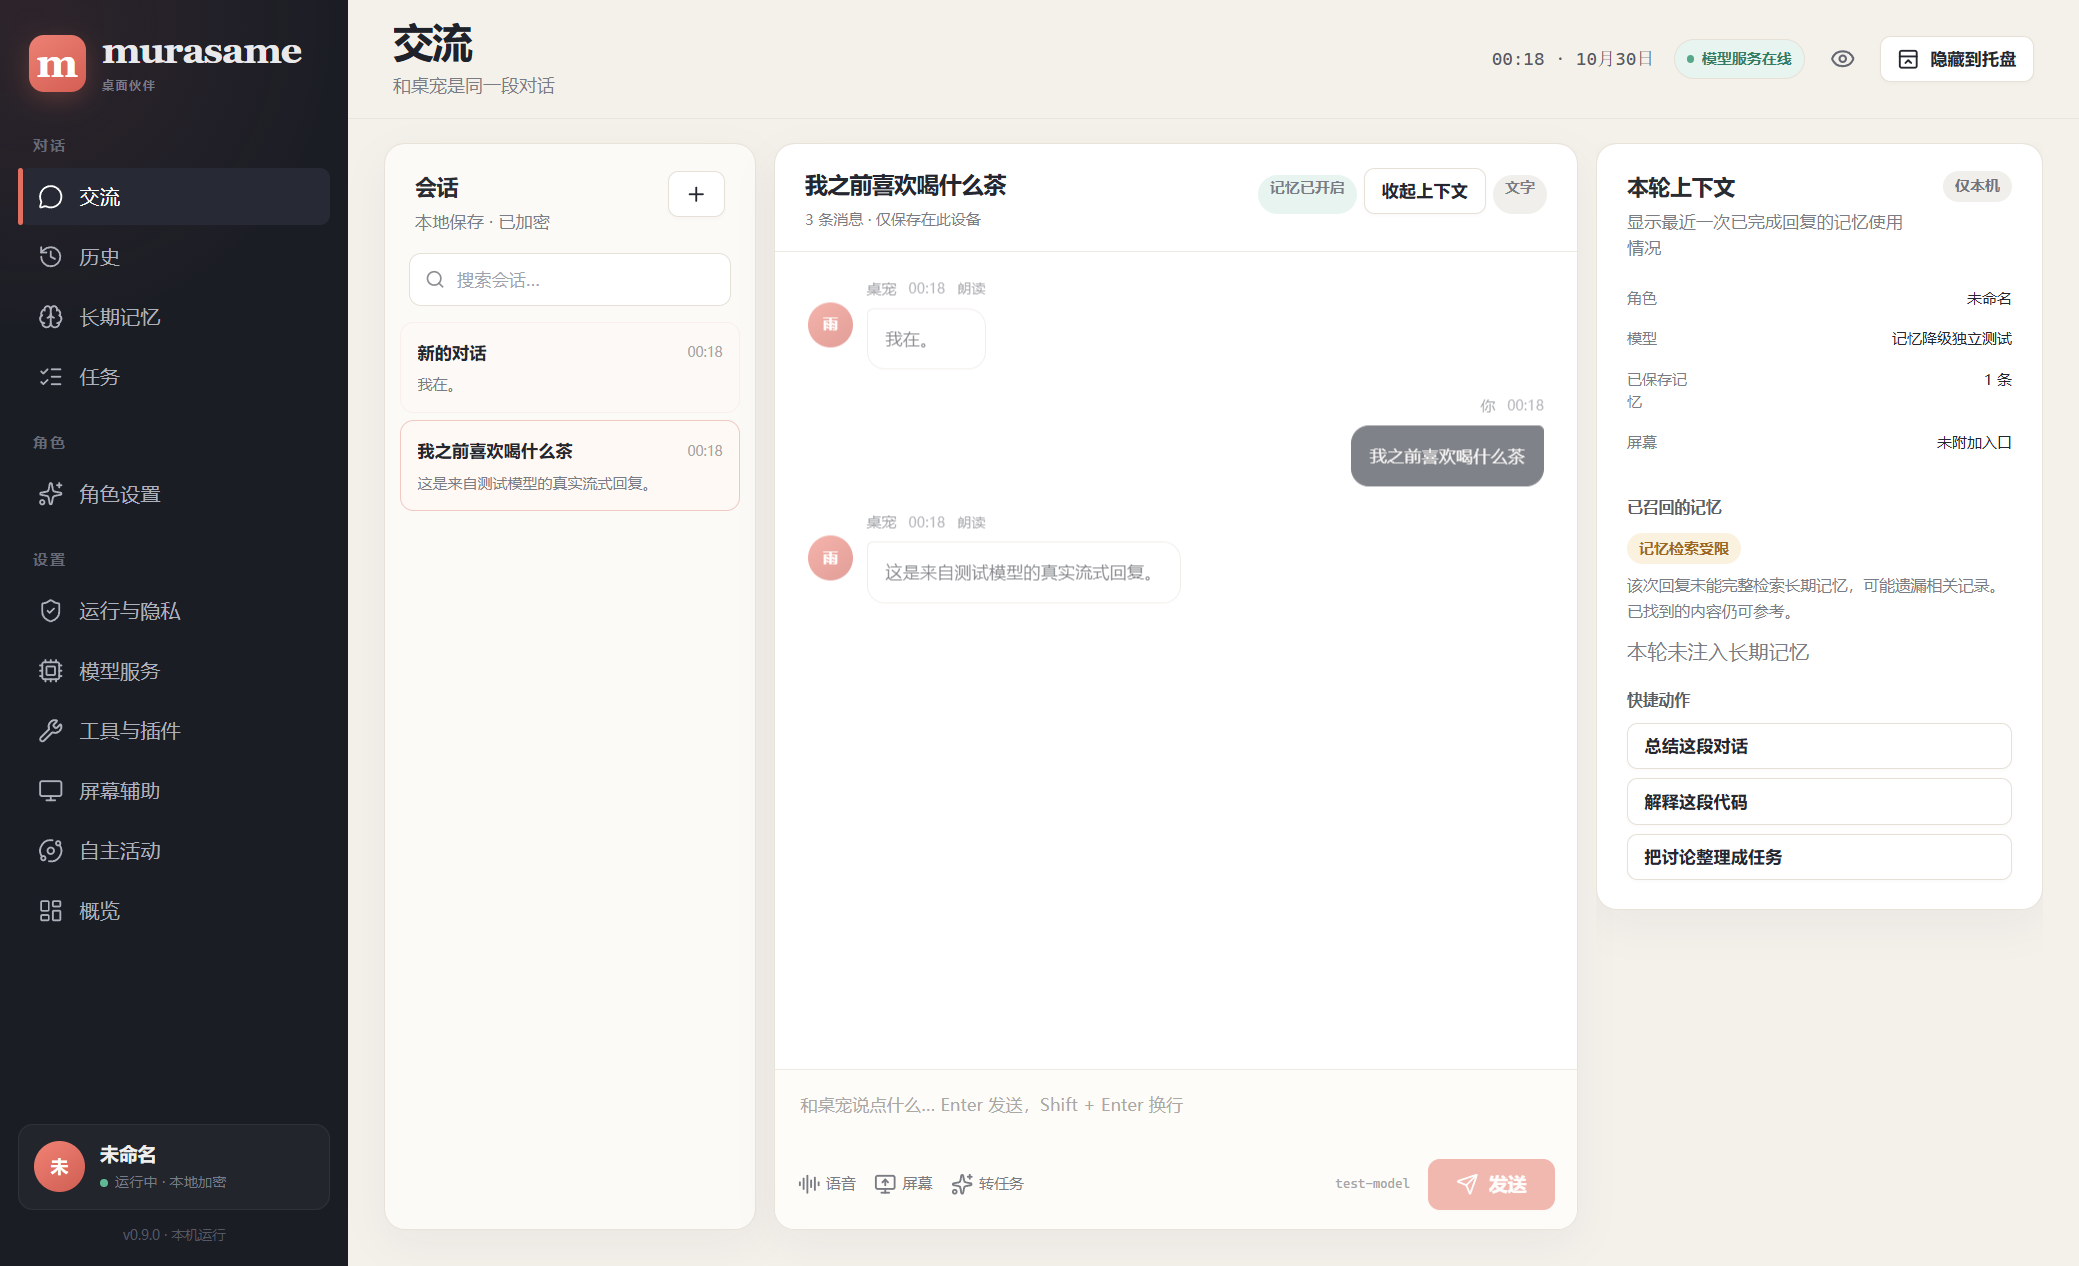 m
murasame
桌面伙伴
对话
交流
历史
长期记忆
任务
角色
角色设置
设置
运行与隐私
模型服务
工具与插件
屏幕辅助
自主活动
概览
未
未命名
运行中 · 本地加密
v0.9.0 · 本机运行
交流
和桌宠是同一段对话
00:18 · 10月30日
模型服务在线
隐藏到托盘
会话
本地保存 · 已加密
搜索会话...
新的对话
00:18
我在。
我之前喜欢喝什么茶
00:18
这是来自测试模型的真实流式回复。
我之前喜欢喝什么茶
3 条消息 · 仅保存在此设备
记忆已开启
收起上下文
文字
桌宠 00:18 朗读
雨
我在。
你 00:18
我之前喜欢喝什么茶
桌宠 00:18 朗读
雨
这是来自测试模型的真实流式回复。
和桌宠说点什么... Enter 发送，Shift + Enter 换行
语音
屏幕
转任务
test-model
发送
本轮上下文
仅本机
显示最近一次已完成回复的记忆使用
情况
角色
未命名
模型
记忆降级独立测试
已保存记
忆
1 条
屏幕
未附加入口
已召回的记忆
记忆检索受限
该次回复未能完整检索长期记忆，可能遗漏相关记录。
已找到的内容仍可参考。
本轮未注入长期记忆
快捷动作
总结这段对话
解释这段代码
把讨论整理成任务